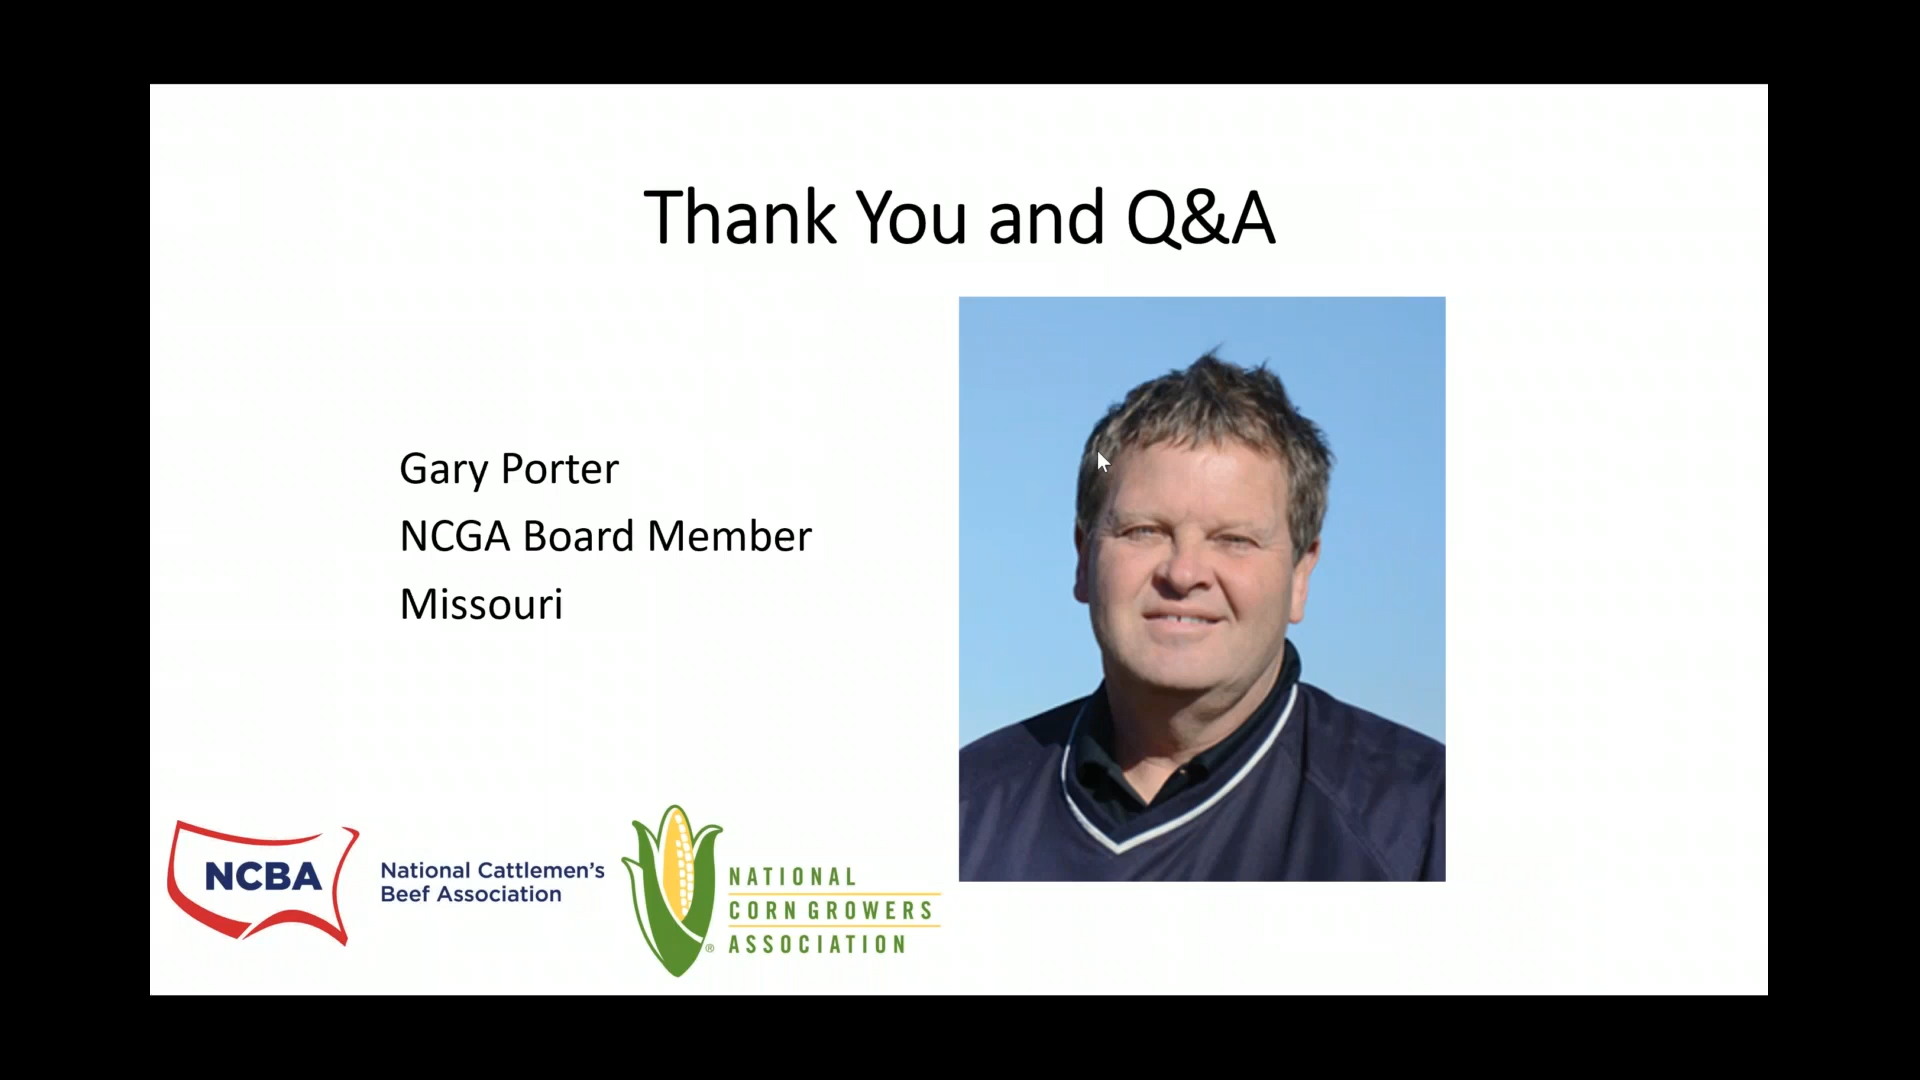 Thank You and Q&A
Gary Porter
NCGA Board Member
Missouri
NCBA
National Cattlemen's
Beef Association
NATIONAL
CORN GROWERS
ASSOCIATION
®